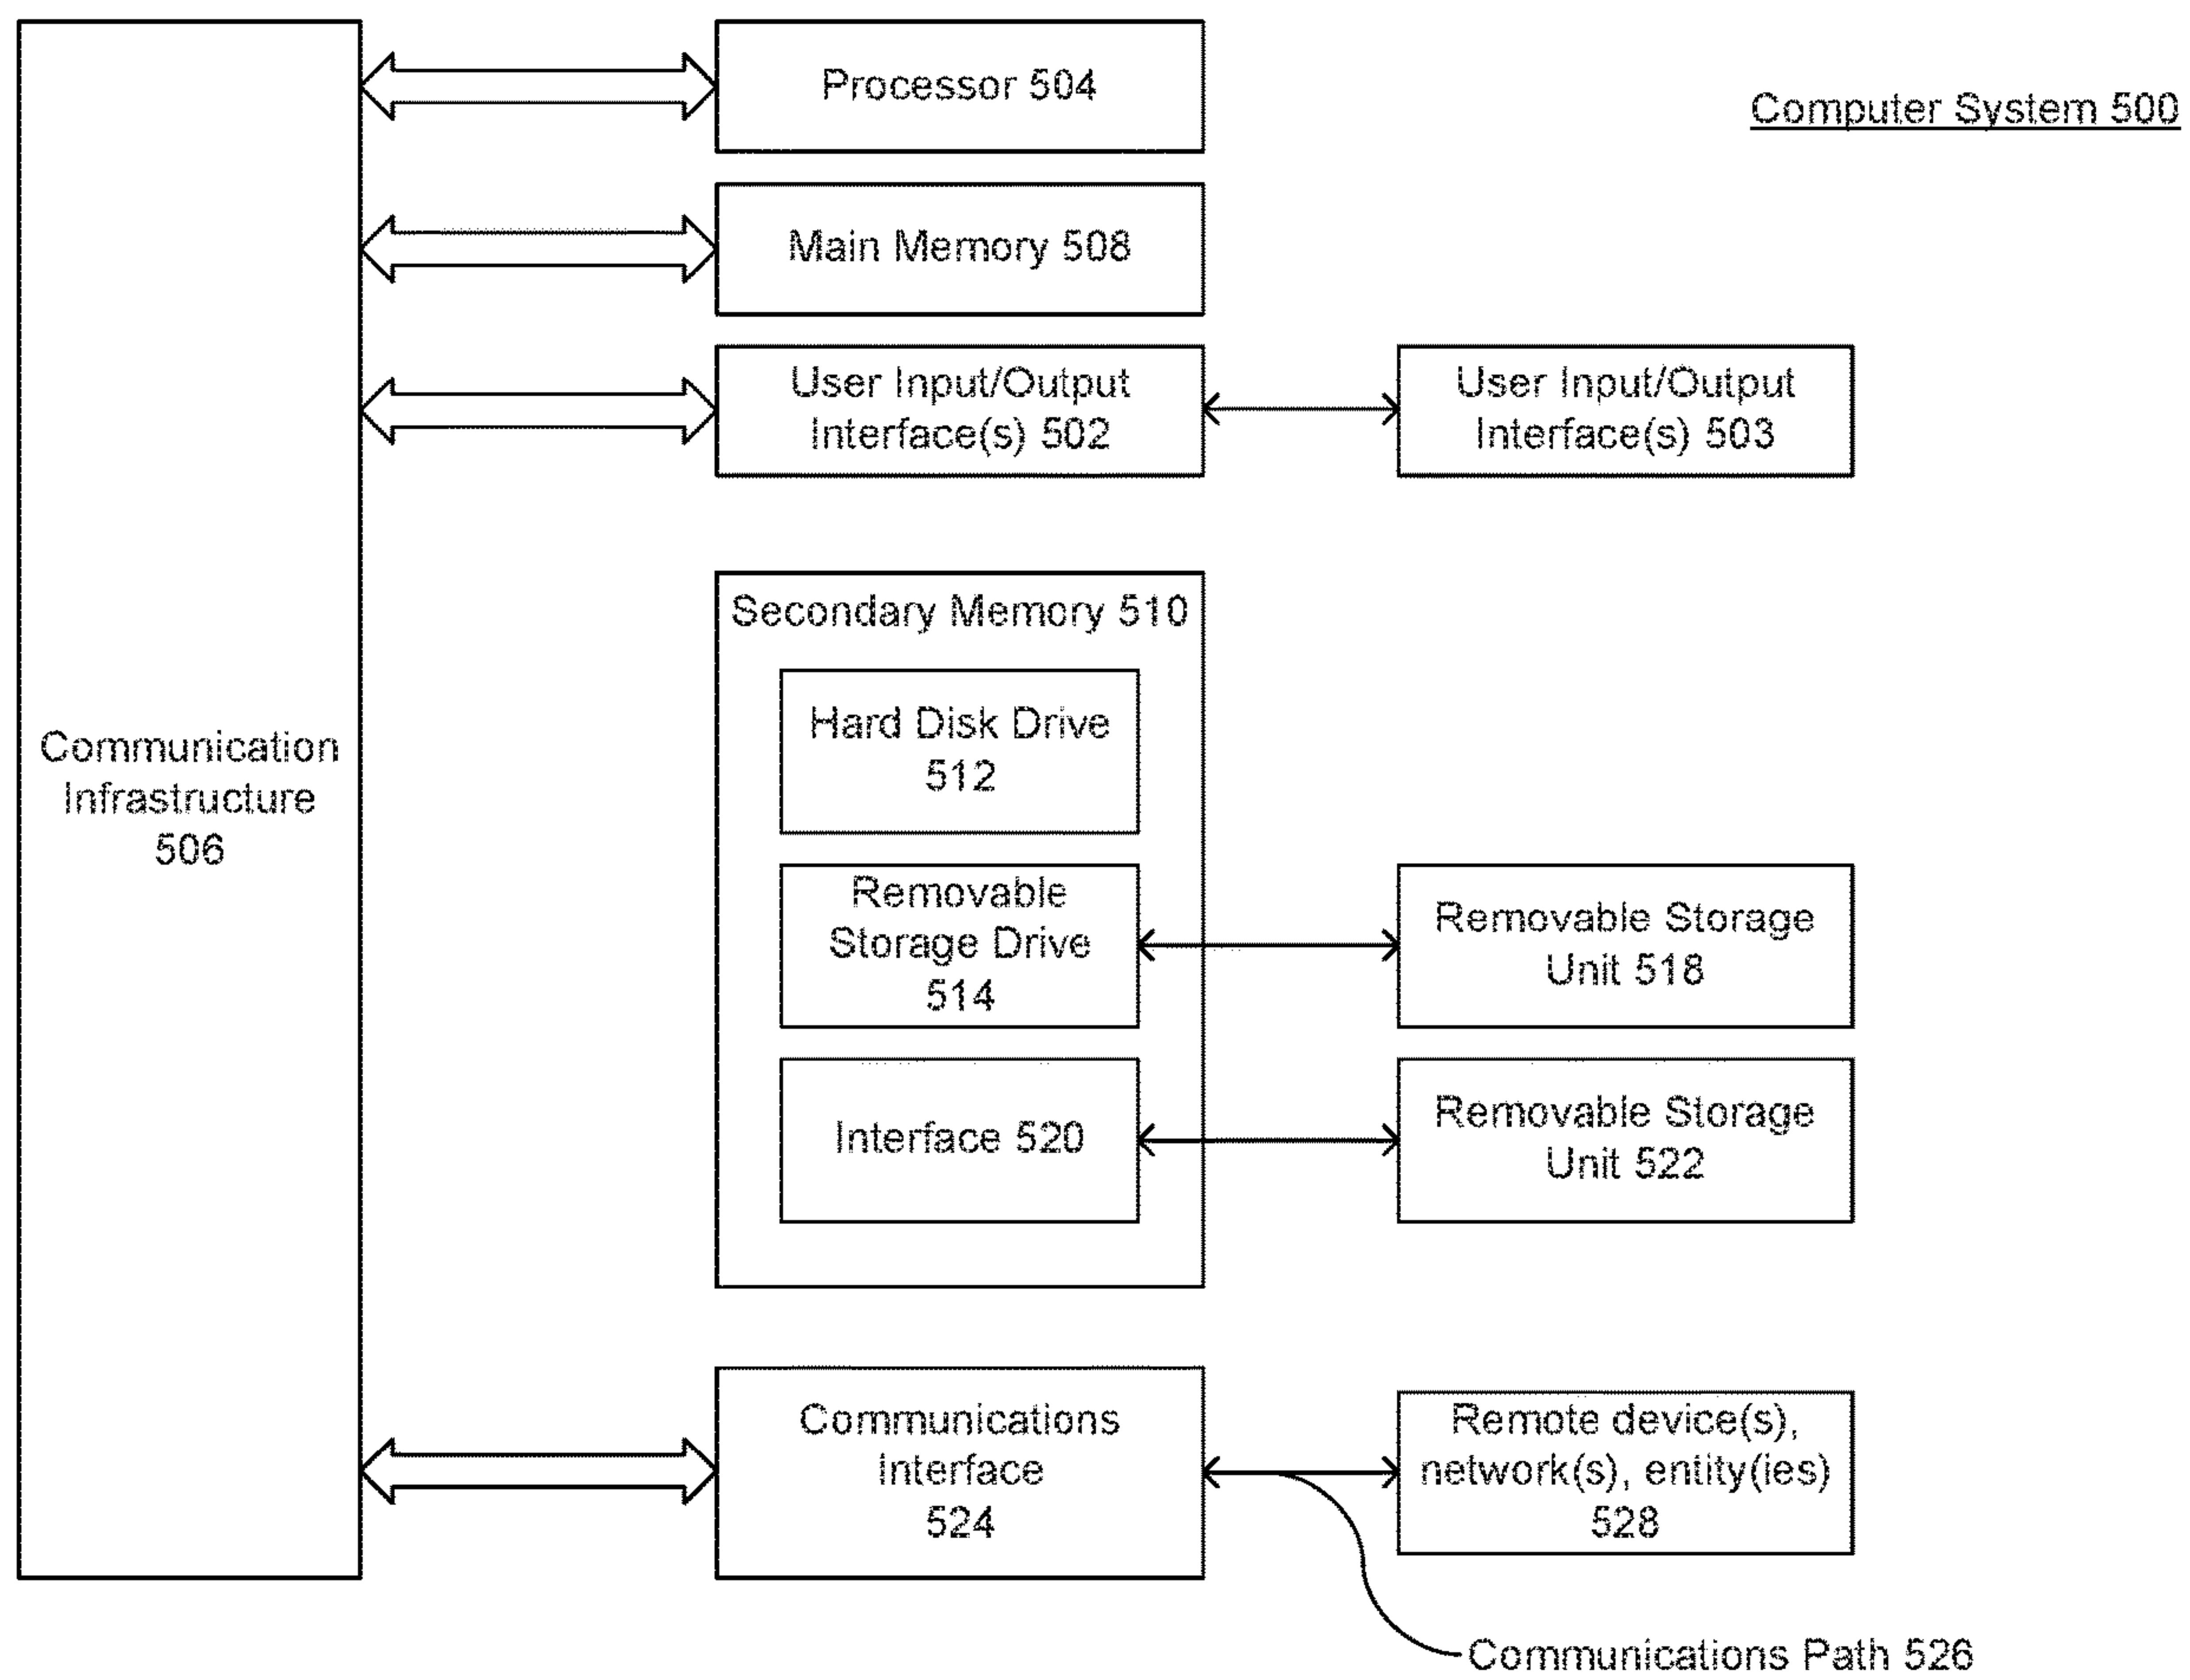 Processor 504
Computer System 500
Main Memory 508
User Input/Output
Interface(s) 502
User Input/Output
Interface(s) 503
Secondary Memory 510
Hard Disk Drive
512
Communication
Infrastructure
506
Removable
Storage Drive
514
Removable Storage
Unit 518
Interface 520
Removable Storage
Unit 522
Communications
Interface
524
Remote device(s),
network(s), entity(ies)
528
Communications Path 526